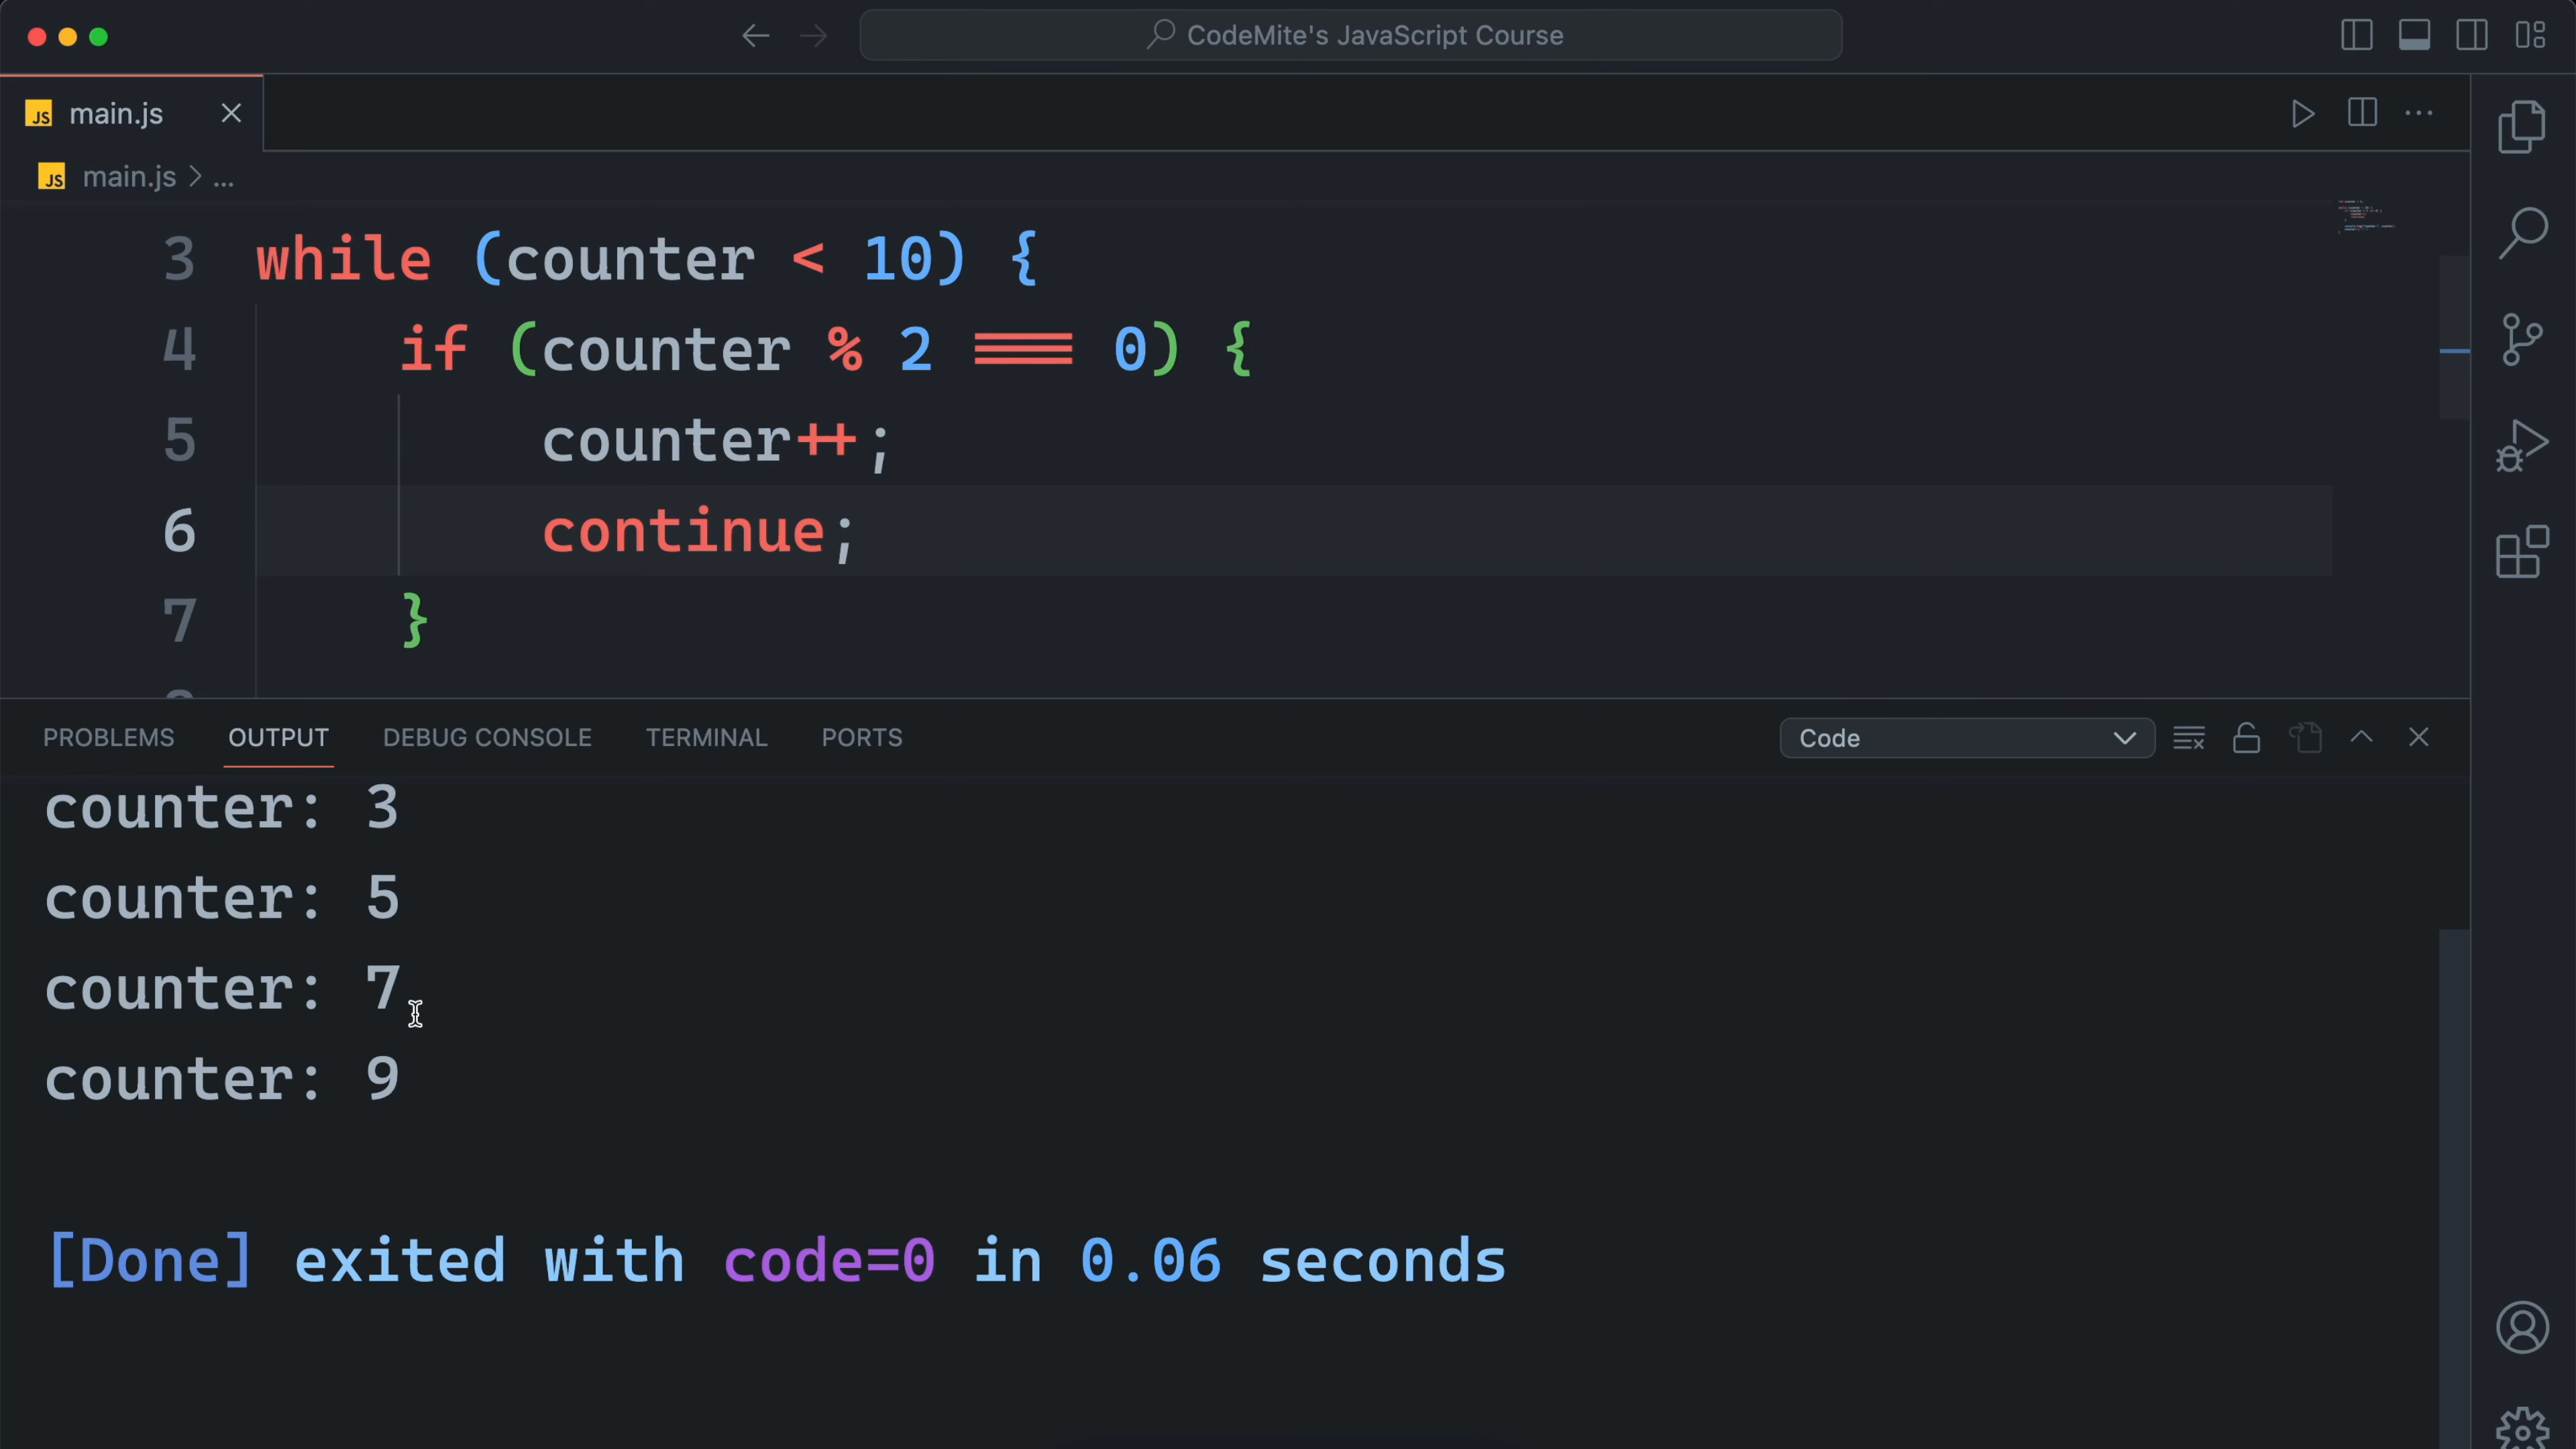 CodeMite's JavaScript Course
JS main.js
JS main.js > ...
3 while (counter < 10) {
4 if (counter % 2 === 0) {
5 counter++;
6 continue;
7 }
PROBLEMS OUTPUT DEBUG CONSOLE TERMINAL PORTS Code
counter: 3
counter: 5
counter: 7
counter: 9
[Done] exited with code=0 in 0.06 seconds